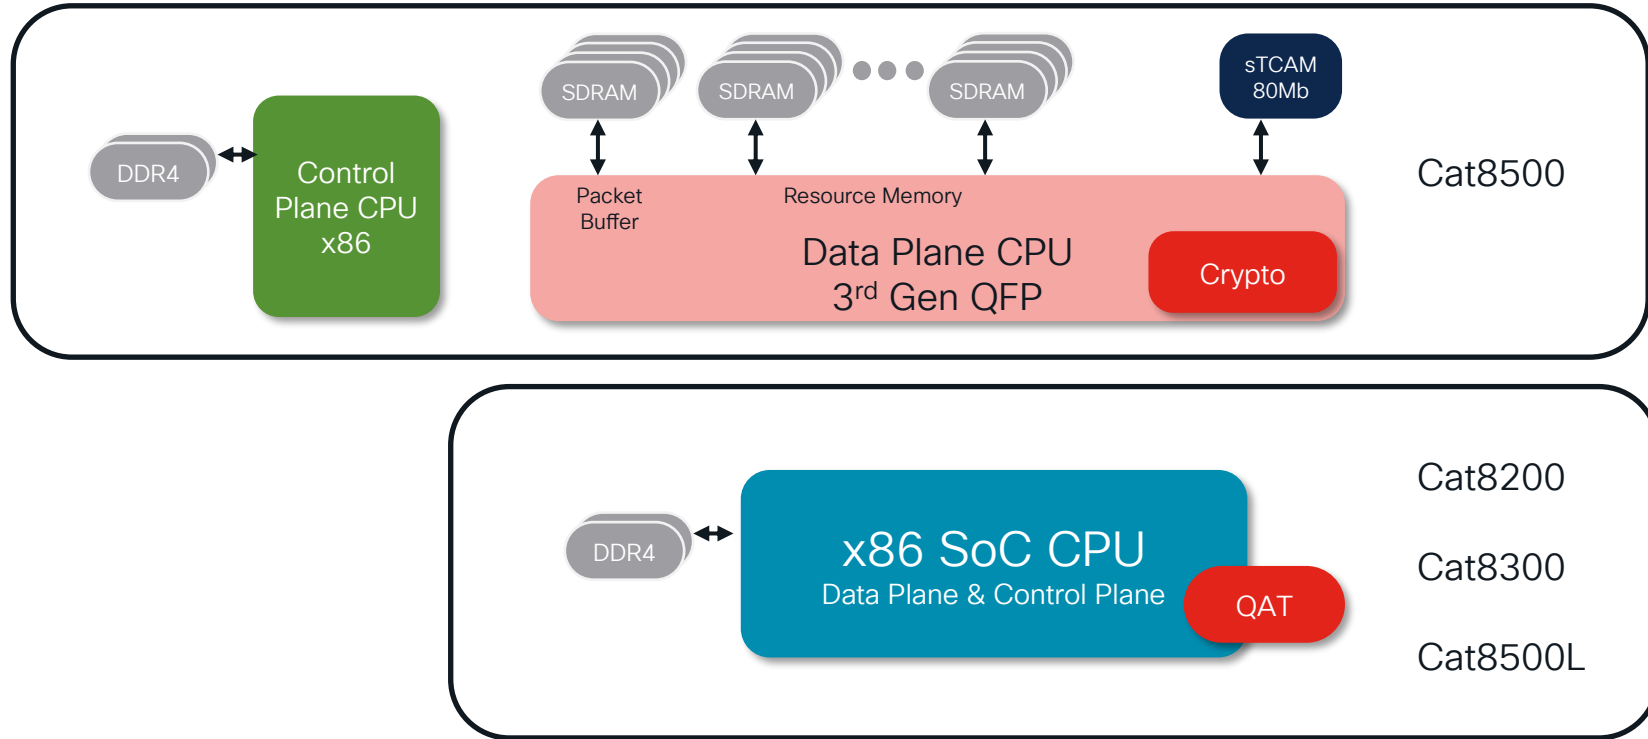 SDRAM
SDRAM
SDRAM
sTCAM
80Mb
DDR4
Control
Plane CPU
x86
Packet
Buffer
Resource Memory
Data Plane CPU
3rd Gen QFP
Crypto
Cat8500
DDR4
x86 SoC CPU
Data Plane & Control Plane
QAT
Cat8200
Cat8300
Cat8500L